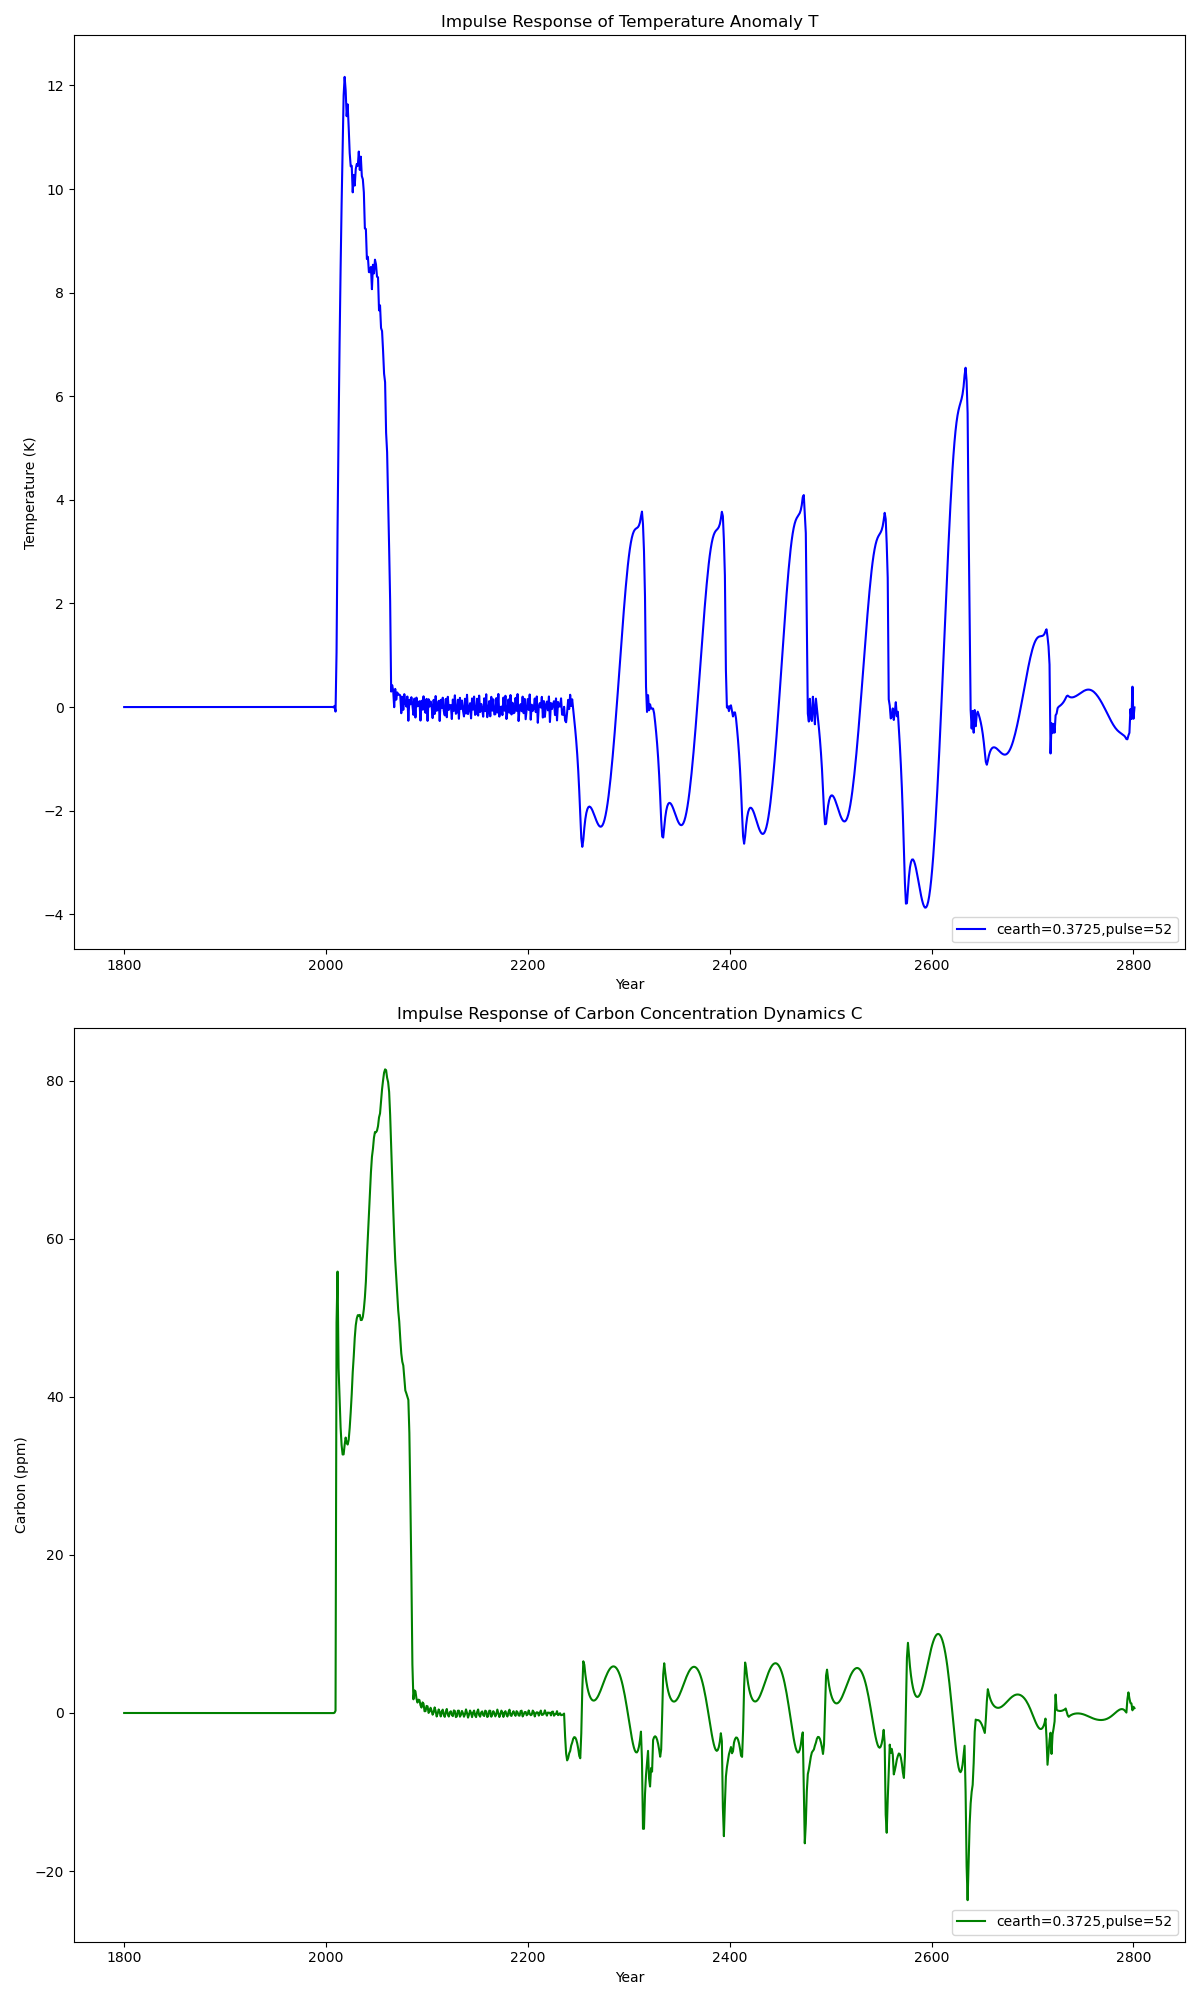 Impulse Response of Temperature Anomaly T
Temperature (K)
12
10
8
6
4
2
0
−2
−4
cearth=0.3725,pulse=52
1800 2000 2200 2400 2600 2800
Year
Impulse Response of Carbon Concentration Dynamics C
Carbon (ppm)
80
60
40
20
0
−20
cearth=0.3725,pulse=52
1800 2000 2200 2400 2600 2800
Year